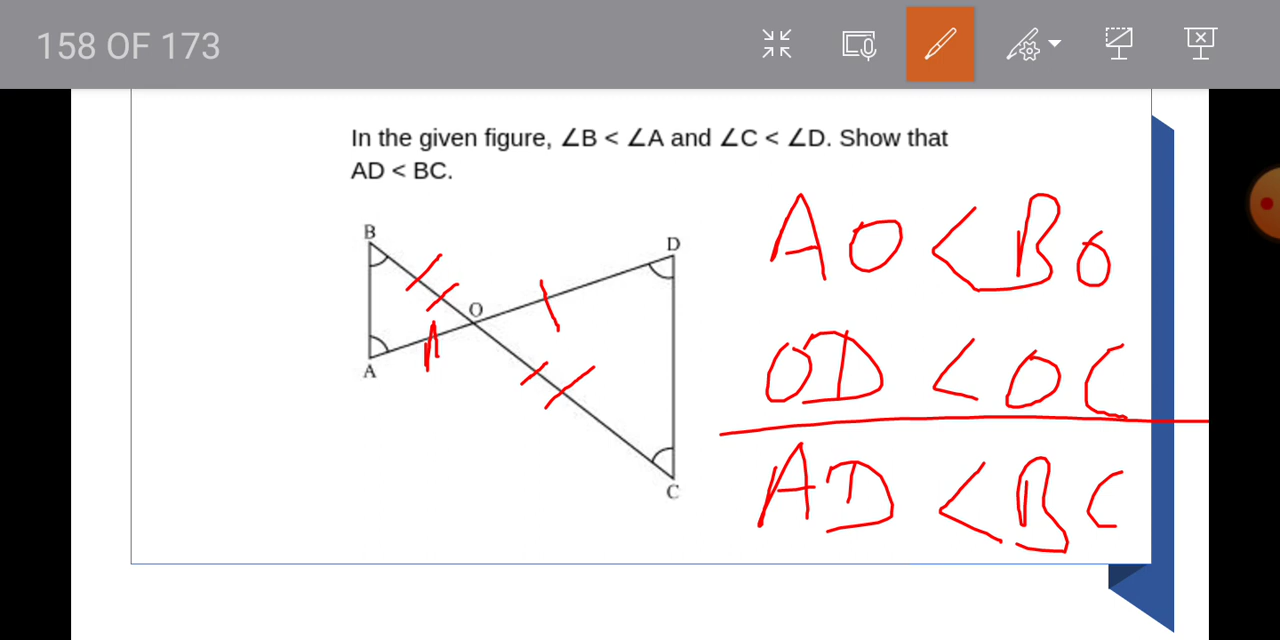 158 OF 173
In the given figure, ∠B < ∠A and ∠C < ∠D. Show that
AD < BC.
B
D
O
A
C
AO < BO
OD < OC
AD < BC